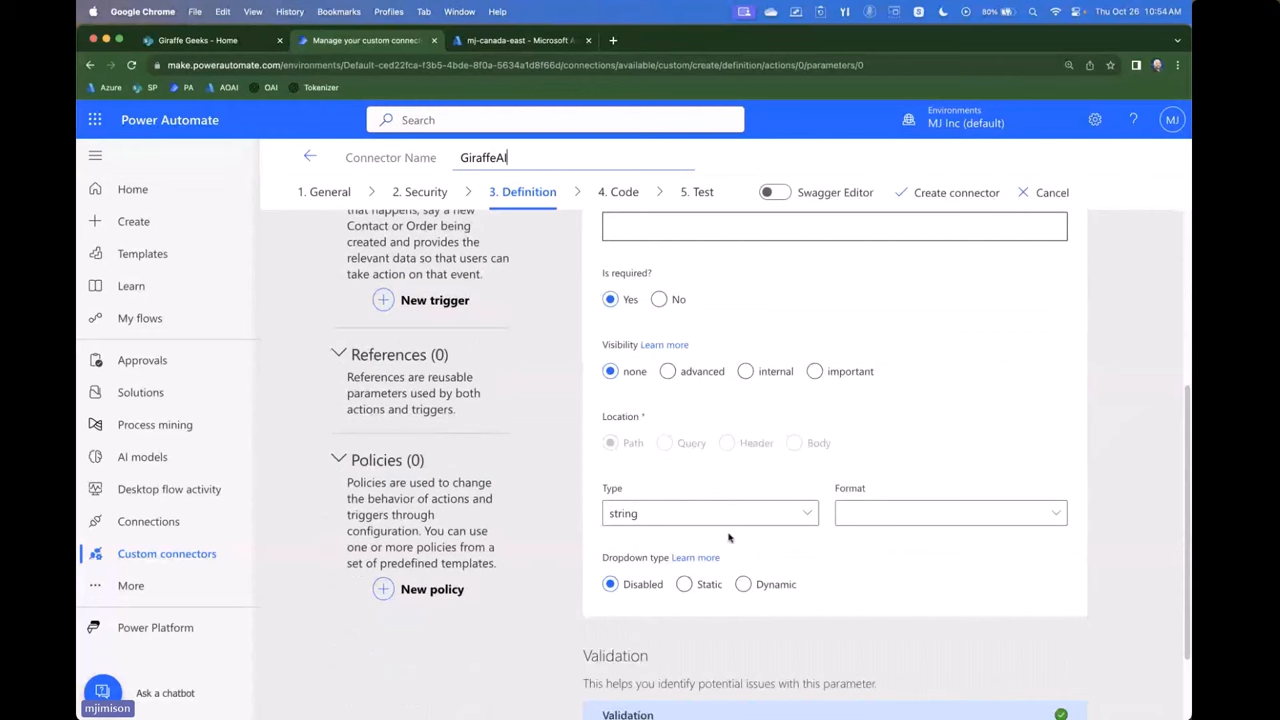 Google Chrome File Edit View History Bookmarks Profiles Tab Window Help 80% Thu Oct 26 10:54 AM
Giraffe Geeks - Home Manage your custom connec mj-canada-east - Microsoft A
make.powerautomate.com/environments/Default-ced22fca-f3b5-4bde-8f0a-5634a1d8f66d/connections/available/custom/create/definition/actions/0/parameters/0
Azure SP PA AOAI OAI Tokenizer
Power Automate
Search
Environments
MJ Inc (default)
MJ
Connector Name GiraffeAI
1. General 2. Security 3. Definition 4. Code 5. Test Swagger Editor Create connector Cancel
Home
Create
Templates
Learn
My flows
Approvals
Solutions
Process mining
AI models
Desktop flow activity
Connections
Custom connectors
More
Power Platform
Ask a chatbot
mjimison
that happens, say a new
Contact or Order being
created and provides the
relevant data so that users can
take action on that event.
New trigger
References (0)
References are reusable
parameters used by both
actions and triggers.
Policies (0)
Policies are used to change
the behavior of actions and
triggers through
configuration. You can use
one or more policies from a
set of predefined templates.
New policy
Is required?
Yes No
Visibility Learn more
none advanced internal important
Location *
Path Query Header Body
Type Format
string
Dropdown type Learn more
Disabled Static Dynamic
Validation
This helps you identify potential issues with this parameter.
Validation